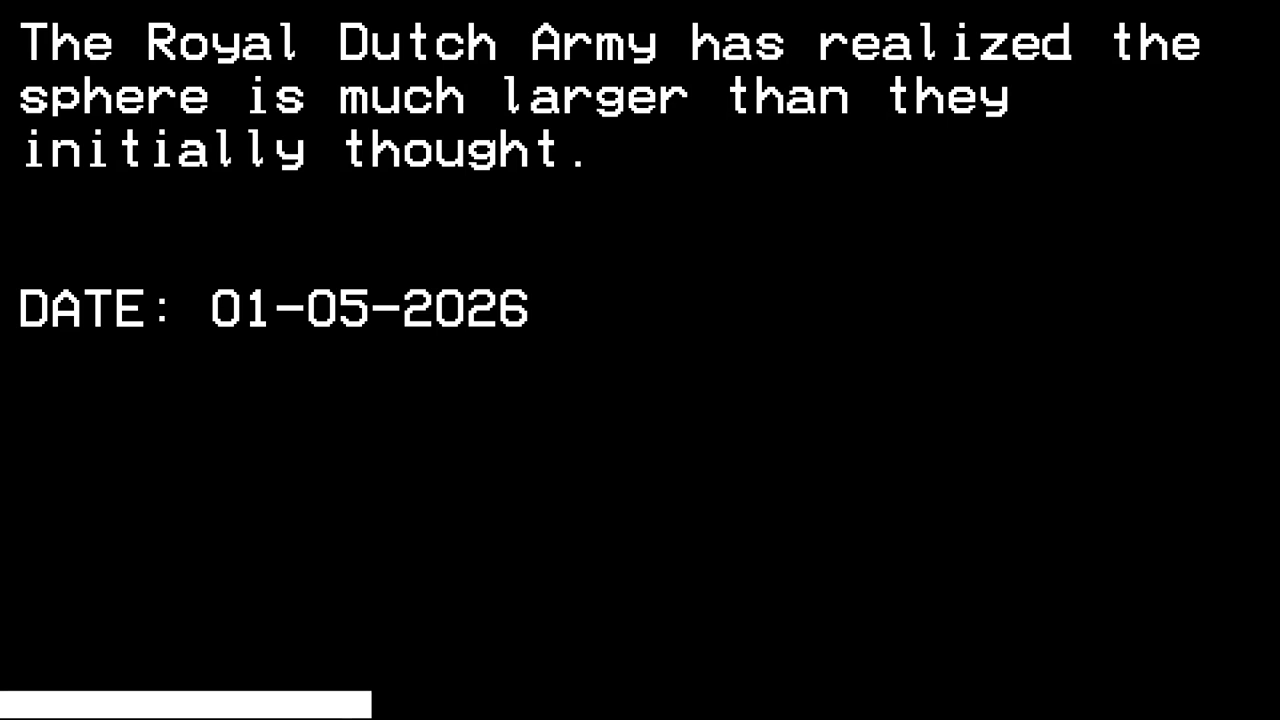 The Royal Dutch Army has realized the
sphere is much larger than they
initially thought.
DATE: 01-05-2026